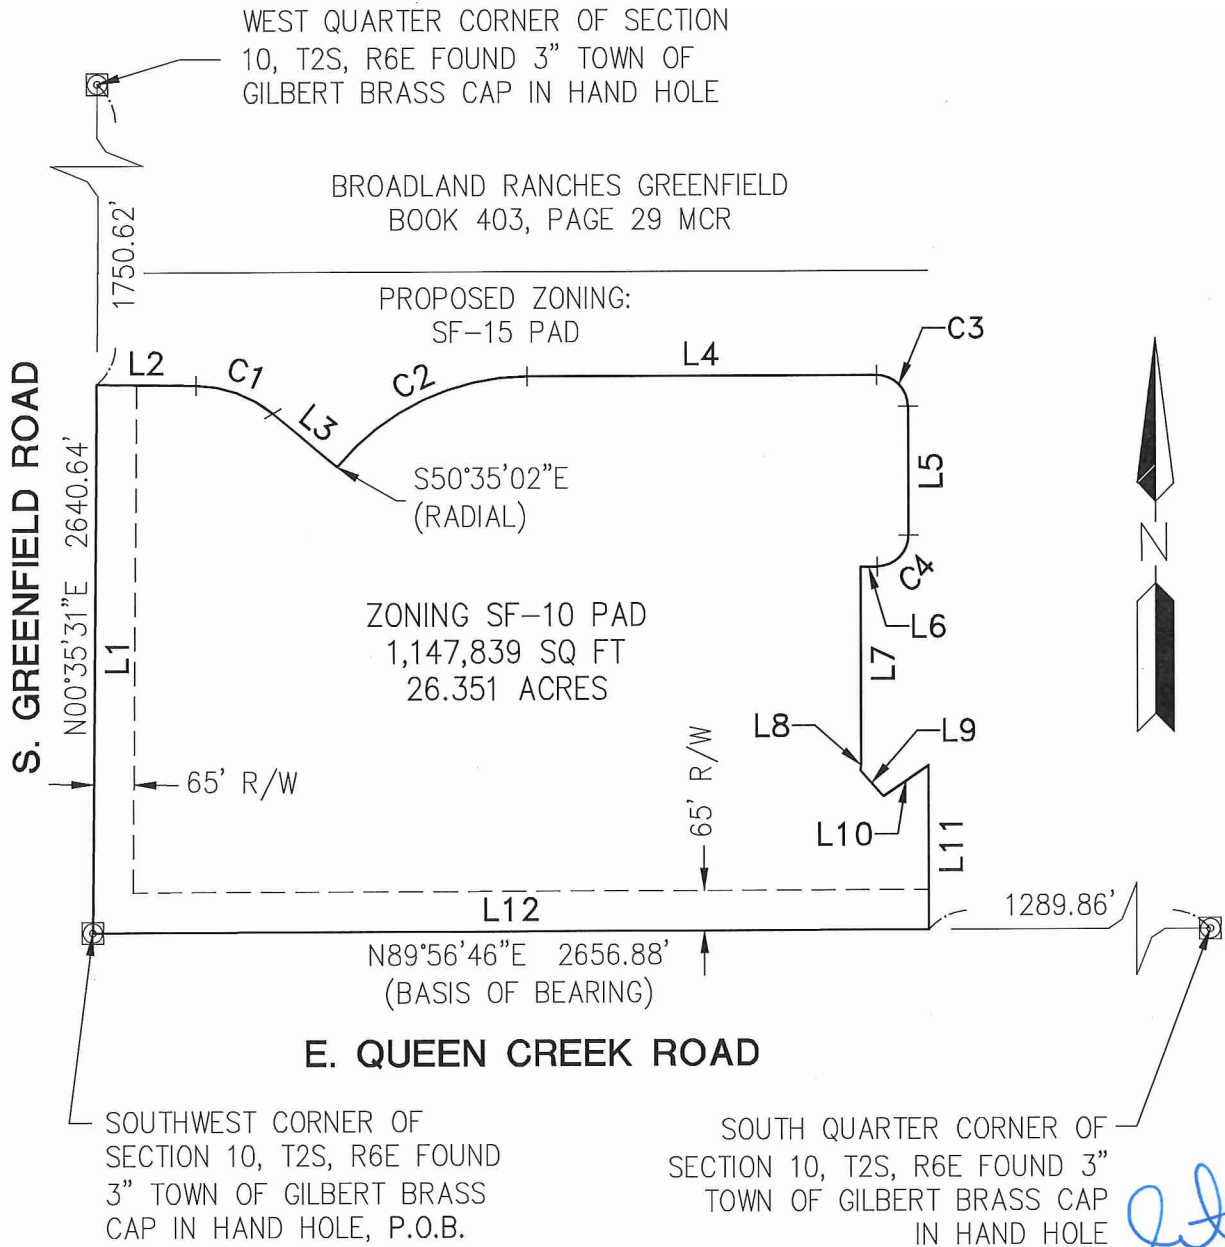 WEST QUARTER CORNER OF SECTION
10, T2S, R6E FOUND 3" TOWN OF
GILBERT BRASS CAP IN HAND HOLE
BROADLAND RANCHES GREENFIELD
BOOK 403, PAGE 29 MCR
1750.62'
PROPOSED ZONING:
SF-15 PAD
C3
L2
C1
C2
L4
L3
L5
S50°35'02"E
(RADIAL)
S. GREENFIELD ROAD
N00°35'31"E 2640.64'
L1
N
C4
L6
ZONING SF-10 PAD
1,147,839 SQ FT
26.351 ACRES
L7
L8
L9
65' R/W
65' R/W
L10
L11
L12
1289.86'
N89°56'46"E 2656.88'
(BASIS OF BEARING)
E. QUEEN CREEK ROAD
SOUTHWEST CORNER OF
SECTION 10, T2S, R6E FOUND
3" TOWN OF GILBERT BRASS
CAP IN HAND HOLE, P.O.B.
SOUTH QUARTER CORNER OF
SECTION 10, T2S, R6E FOUND 3"
TOWN OF GILBERT BRASS CAP
IN HAND HOLE